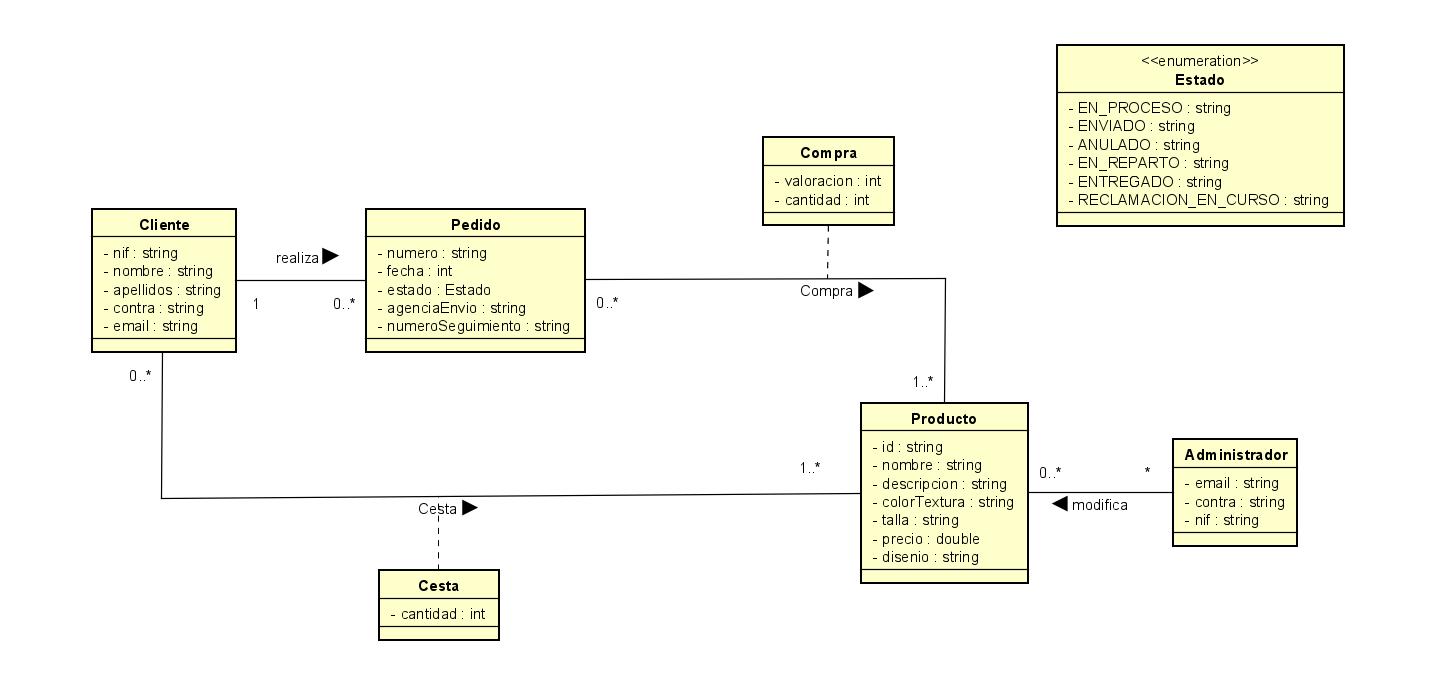 <<enumeration>>
Estado
- EN_PROCESO : string
- ENVIADO : string
- ANULADO : string
- EN_REPARTO : string
- ENTREGADO : string
- RECLAMACION_EN_CURSO : string
Compra
- valoracion : int
- cantidad : int
Cliente
- nif : string
- nombre : string
- apellidos : string
- contra : string
- email : string
realiza
1
0..*
Pedido
- numero : string
- fecha : int
- estado : Estado
- agenciaEnvio : string
- numeroSeguimiento : string
0..*
Compra
1..*
0..*
1..*
Cesta
Producto
- id : string
- nombre : string
- descripcion : string
- colorTextura : string
- talla : string
- precio : double
- disenio : string
0..*
*
modifica
Administrador
- email : string
- contra : string
- nif : string
Cesta
- cantidad : int